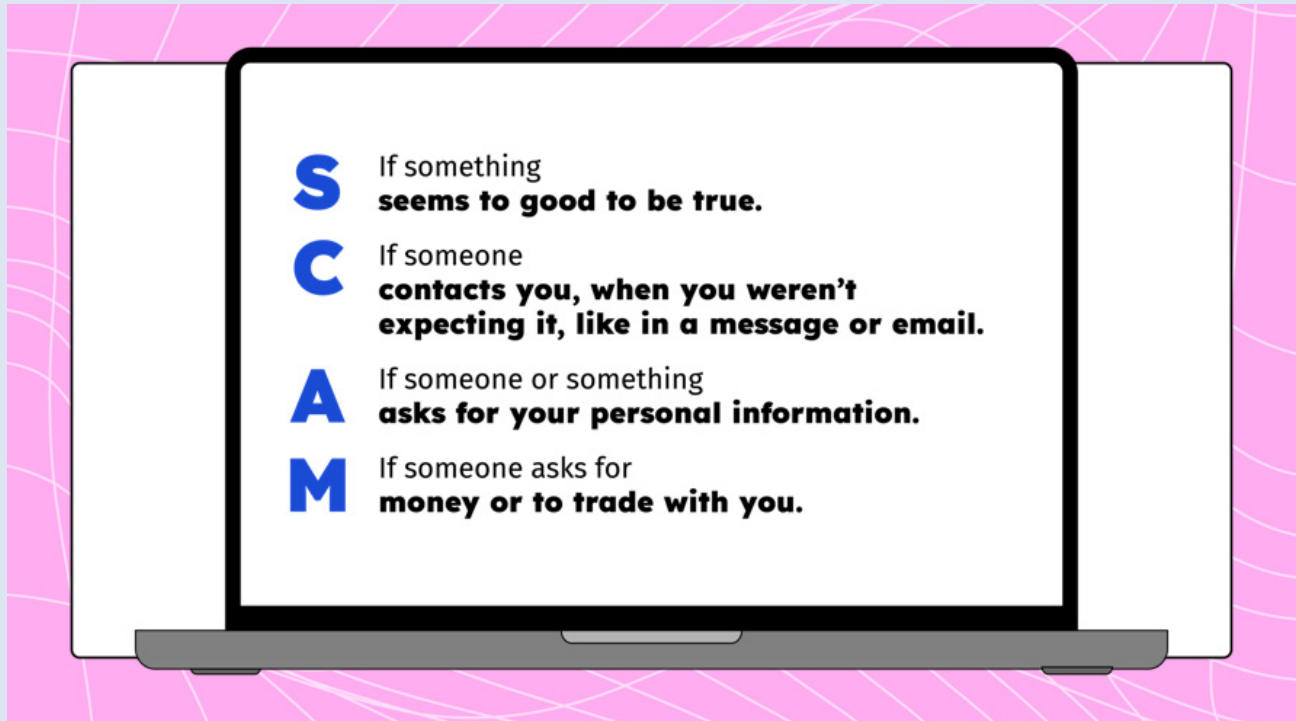 S
If something
seems to good to be true.
C
If someone
contacts you, when you weren’t
expecting it, like in a message or email.
A
If someone or something
asks for your personal information.
M
If someone asks for
money or to trade with you.